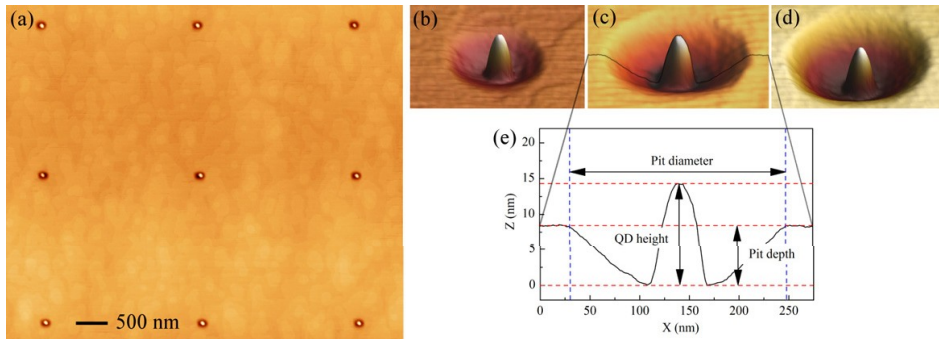 (a)
500 nm
(b)
(c)
(d)
(e)
20
15
10
5
0
Z (nm)
Pit diameter
QD height
Pit depth
0
50
100
150
200
250
X (nm)